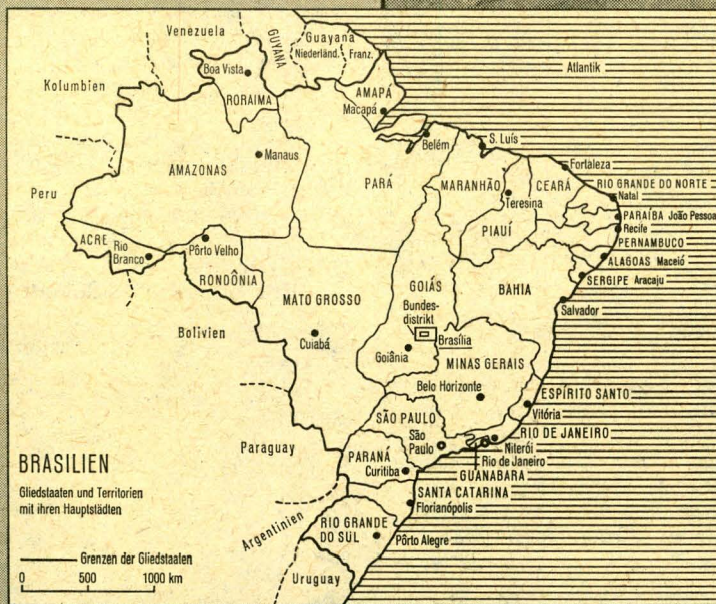 Venezuela
GUYANA
Guayana
Niederländ.
Franz.
Atlantik
Kolumbien
Boa Vista
RORAIMA
AMAPÁ
Macapá
Belém
S. Luís
Manaus
AMAZONAS
PARÁ
MARANHÃO
CEARÁ
Fortaleza
RIO GRANDE DO NORTE
Natal
Teresina
Peru
PARAÍBA João Pessoa
Recife
PIAUÍ
PERNAMBUCO
ACRE
Rio
Branco
Pôrto Velho
ALAGOAS Maceió
SERGIPE Aracaju
RONDÔNIA
MATO GROSSO
GOIÁS
BAHIA
Bundes-
distrikt
Salvador
Bolivien
Cuiabá
Brasília
Goiânia
MINAS GERAIS
Belo Horizonte
ESPÍRITO SANTO
Vitória
SÃO PAULO
São
Paulo
RIO DE JANEIRO
Niterói
Rio de Janeiro
GUANABARA
Paraguay
PARANÁ
Curitiba
SANTA CATARINA
Florianópolis
BRASILIEN
Gliedstaaten und Territorien
mit ihren Hauptstädten
Argentinien
RIO GRANDE
DO SUL
Pôrto Alegre
Grenzen der Gliedstaaten
0 500 1000 km
Uruguay